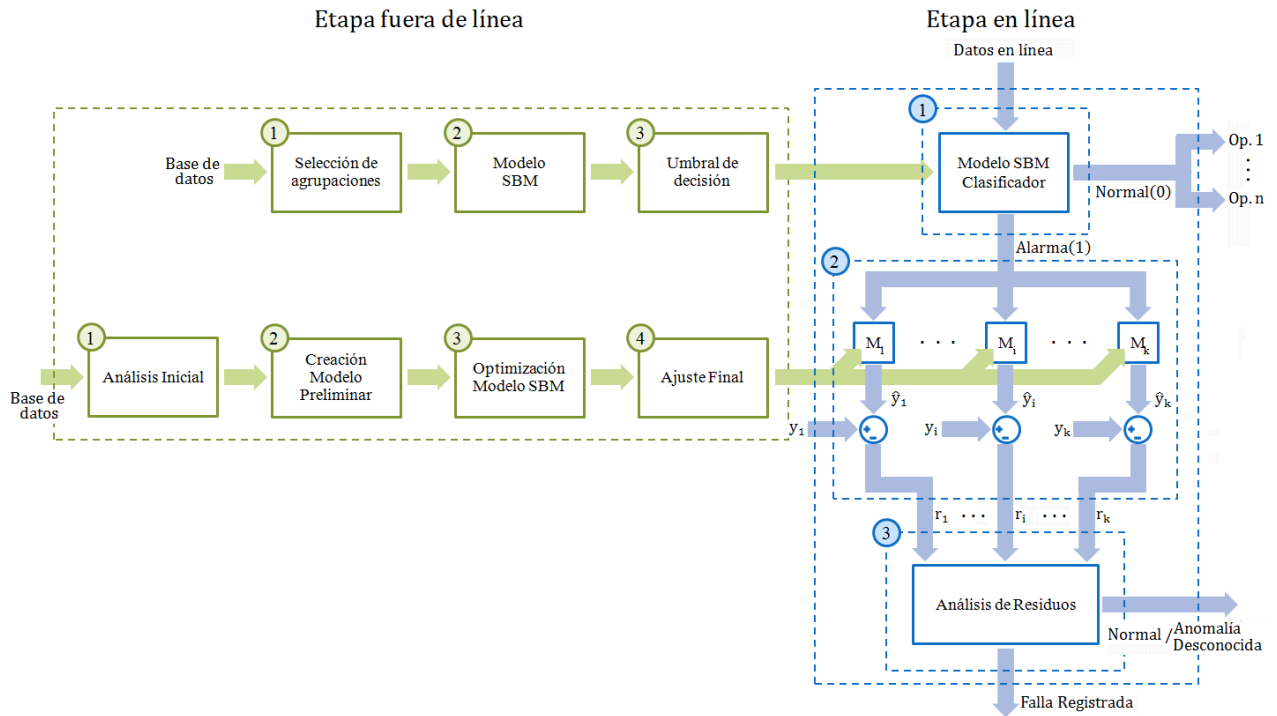 Etapa fuera de línea
Etapa en línea
Datos en línea
1
Selección de
agrupaciones
2
Modelo
SBM
3
Umbral de
decisión
Base de
datos
1
Modelo SBM
Clasificador
Normal(0)
Op. 1
⋮
Op. n
Alarma(1)
2
1
Análisis Inicial
2
Creación
Modelo
Preliminar
3
Optimización
Modelo SBM
4
Ajuste Final
Base de
datos
M₁ · · · Mᵢ · · · Mₖ
ŷ₁ ŷᵢ ŷₖ
y₁ + − yᵢ + − yₖ + −
r₁ · · · rᵢ · · · rₖ
3
Análisis de Residuos
Normal /Anomalía
Desconocida
Falla Registrada